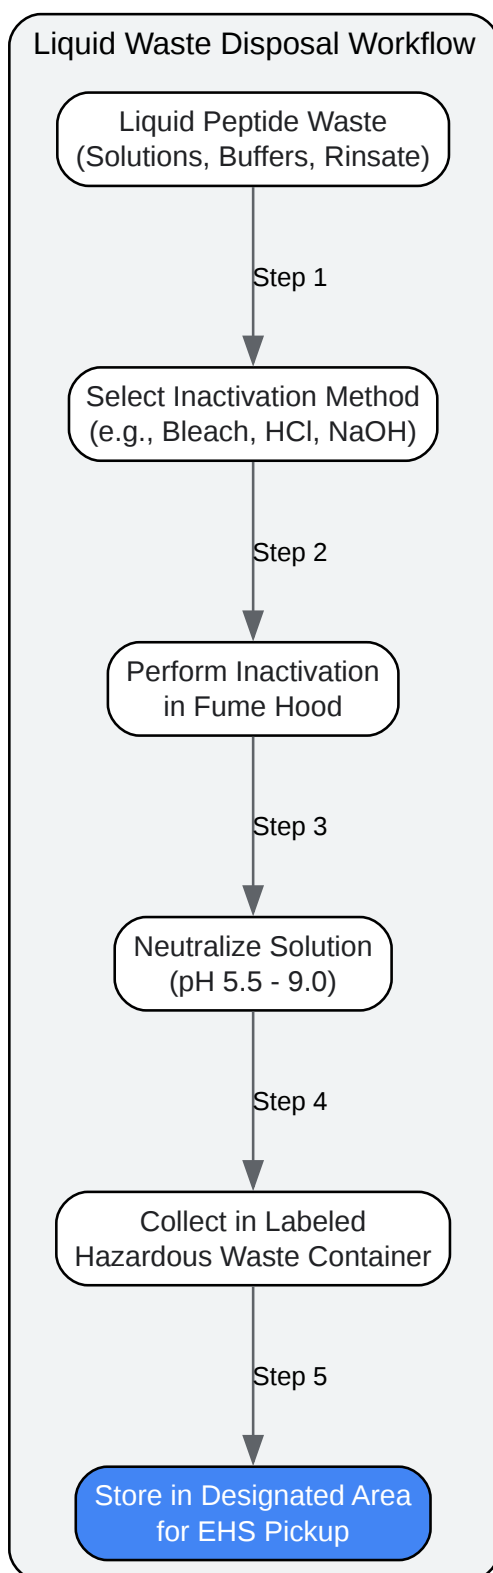 Liquid Waste Disposal Workflow
Liquid Peptide Waste
(Solutions, Buffers, Rinsate)
Step 1
Select Inactivation Method
(e.g., Bleach, HCl, NaOH)
Step 2
Perform Inactivation
in Fume Hood
Step 3
Neutralize Solution
(pH 5.5 - 9.0)
Step 4
Collect in Labeled
Hazardous Waste Container
Step 5
Store in Designated Area
for EHS Pickup